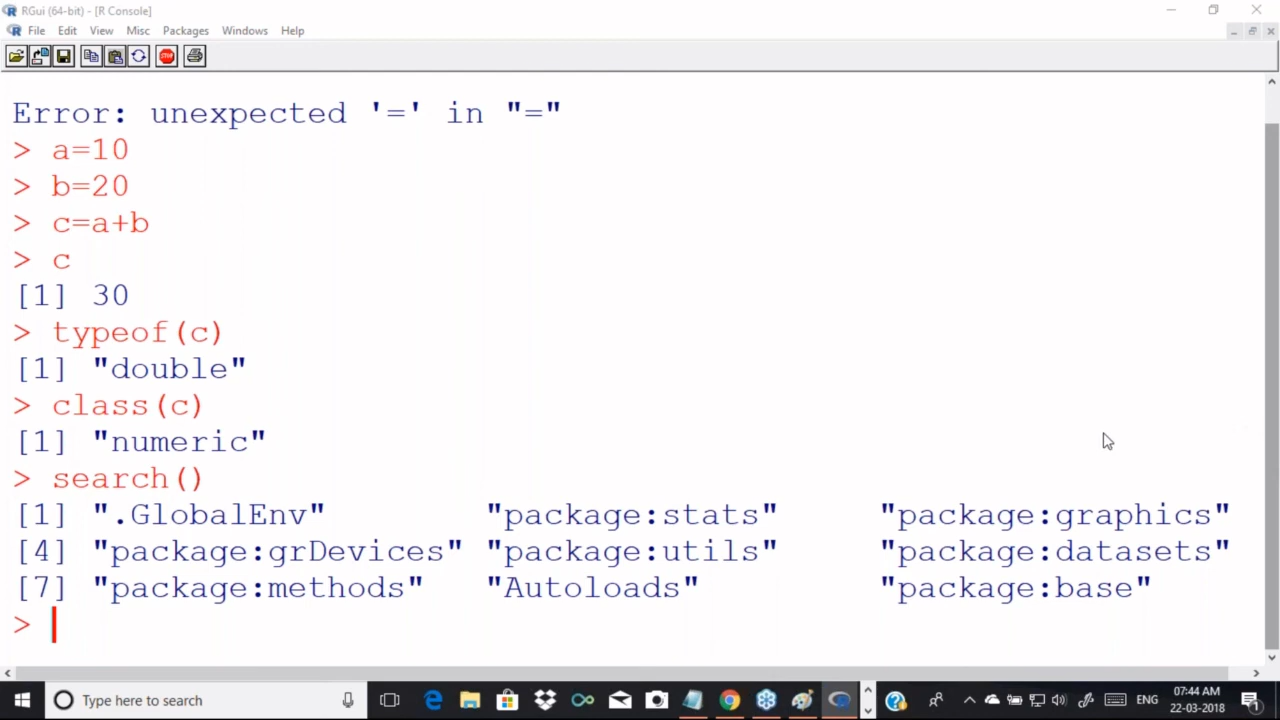 RGui (64-bit) - [R Console]
File Edit View Misc Packages Windows Help
STOP
Error: unexpected '=' in "="
> a=10
> b=20
> c=a+b
> c
[1] 30
> typeof(c)
[1] "double"
> class(c)
[1] "numeric"
> search()
[1] ".GlobalEnv" "package:stats" "package:graphics"
[4] "package:grDevices" "package:utils" "package:datasets"
[7] "package:methods" "Autoloads" "package:base"
>
Type here to search
ENG
07:44 AM
22-03-2018
1